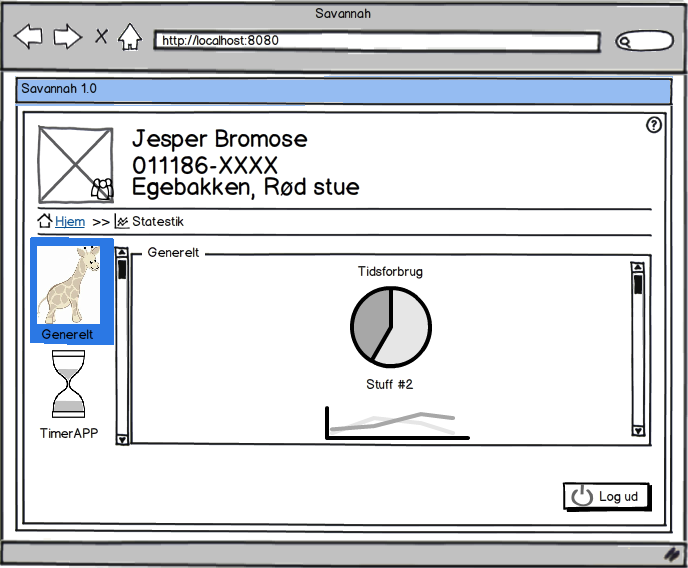 Savannah
http://localhost:8080
Savannah 1.0
Jesper Bromose
011186-XXXX
Egebakken, Rød stue
Hjem >> Statestik
Generelt
Generelt
Tidsforbrug
Stuff #2
TimerAPP
Log ud